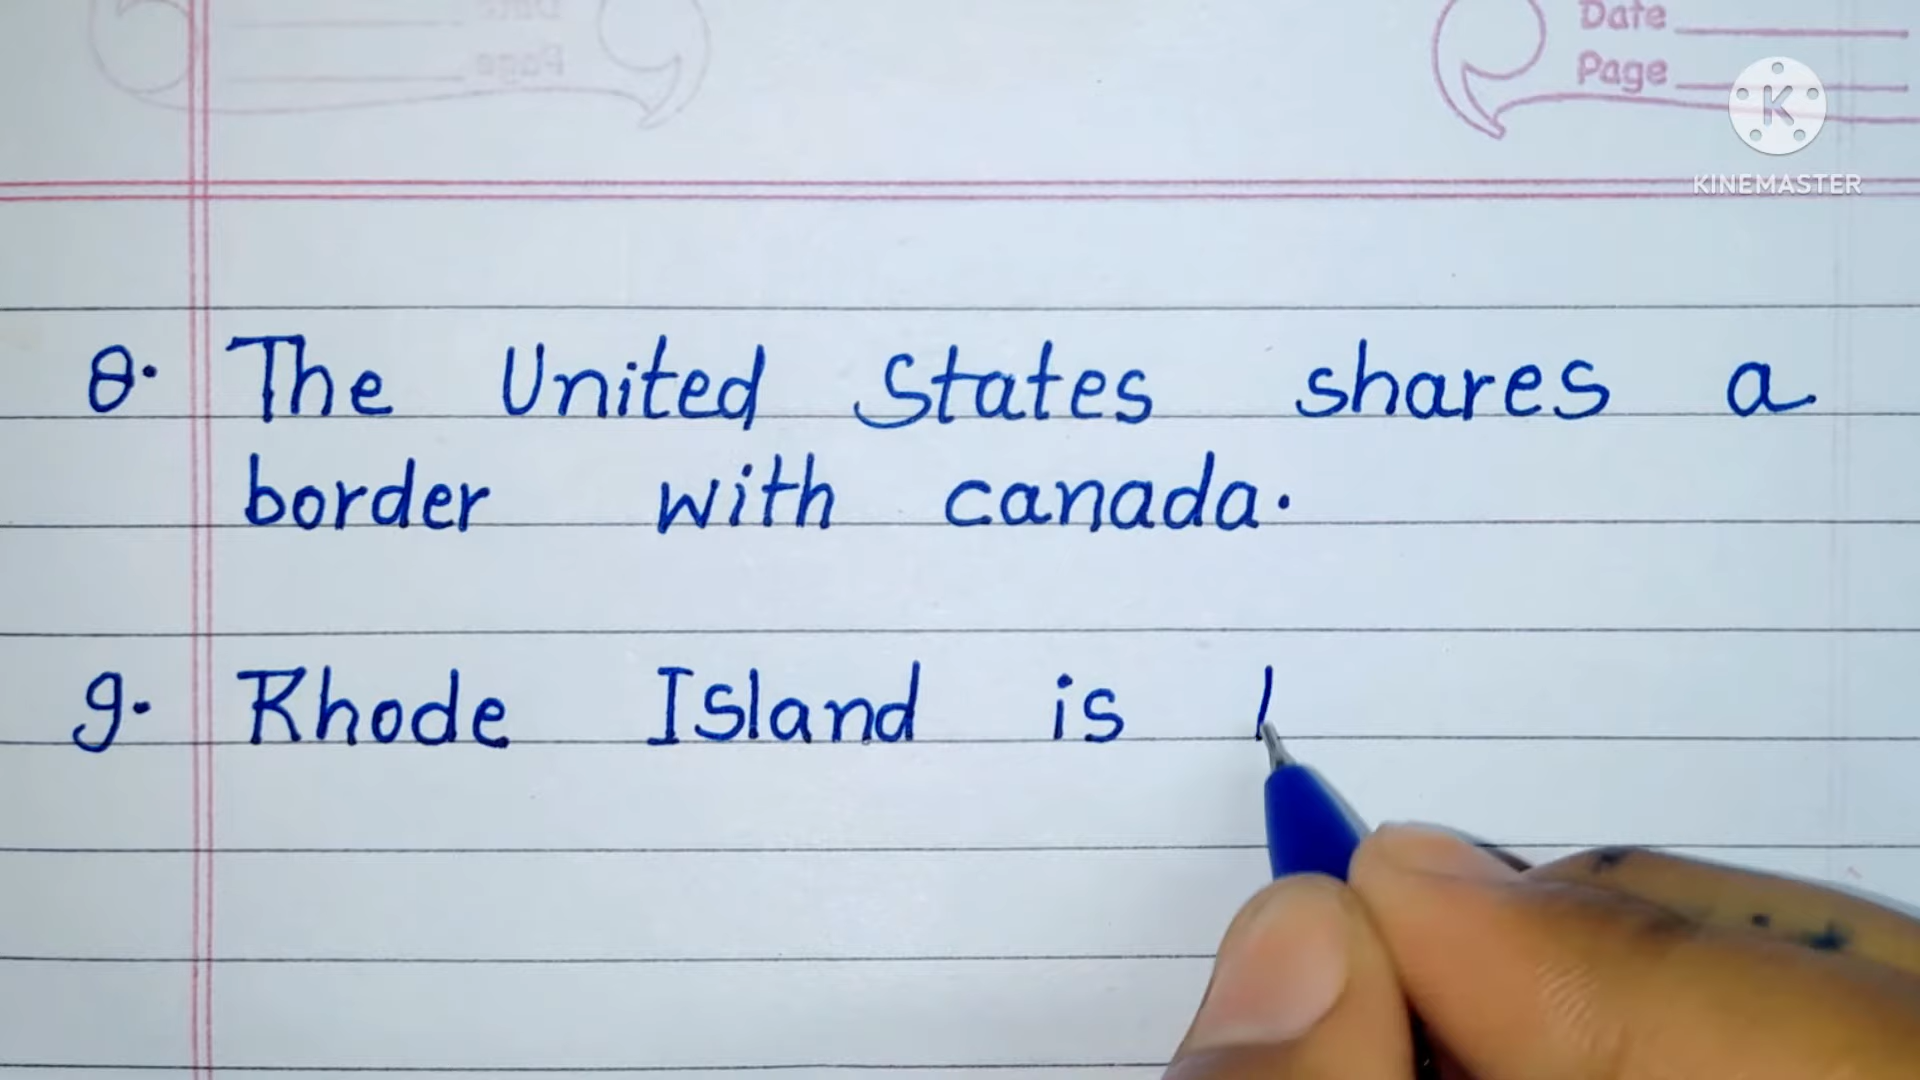 Date
Page
KINEMASTER
8. The United States shares a
border with canada.
9. Rhode Island is